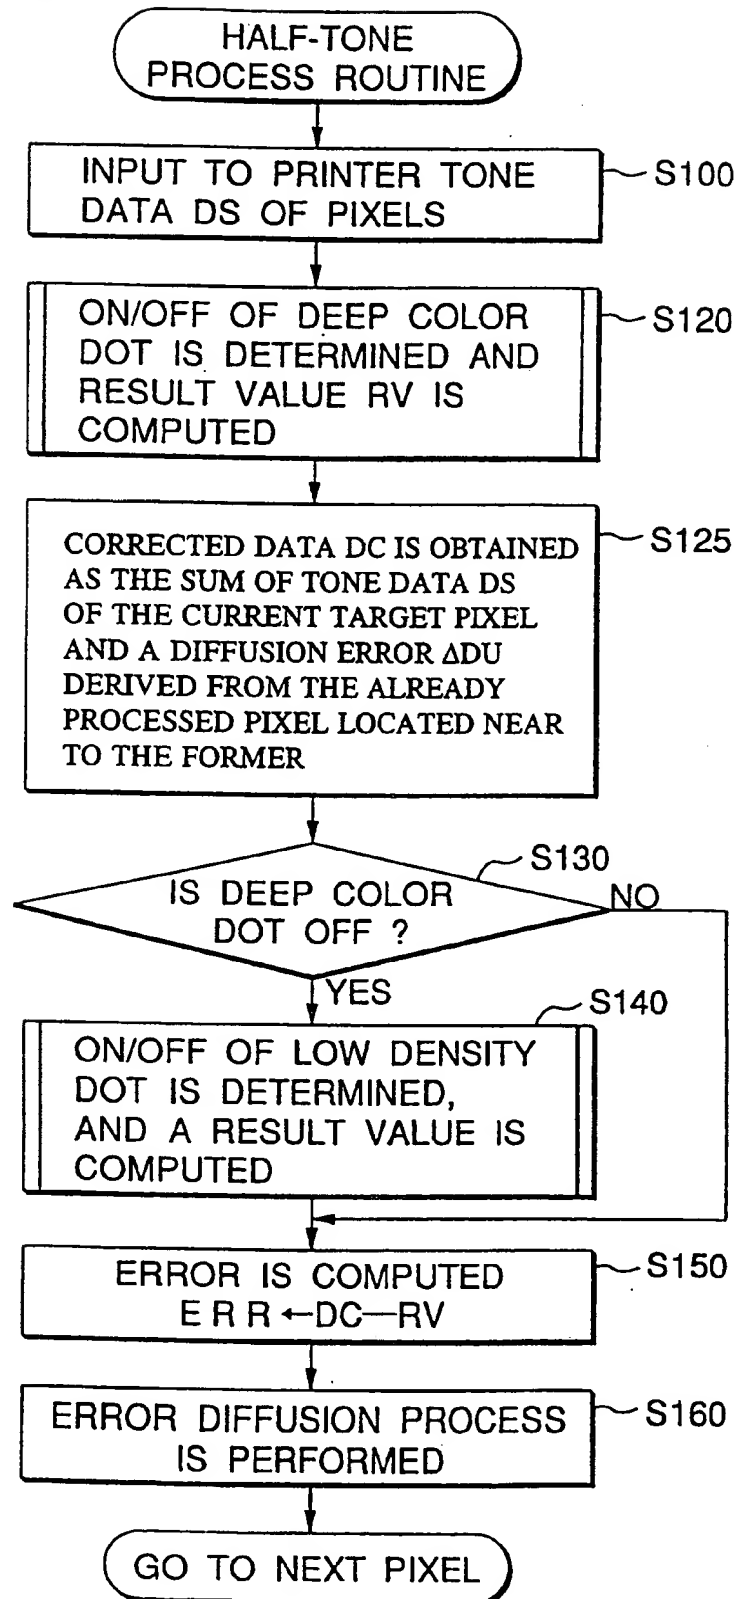 HALF-TONE
PROCESS ROUTINE
INPUT TO PRINTER TONE
DATA DS OF PIXELS
S100
ON/OFF OF DEEP COLOR
DOT IS DETERMINED AND
RESULT VALUE RV IS
COMPUTED
S120
CORRECTED DATA DC IS OBTAINED
AS THE SUM OF TONE DATA DS
OF THE CURRENT TARGET PIXEL
AND A DIFFUSION ERROR ΔDU
DERIVED FROM THE ALREADY
PROCESSED PIXEL LOCATED NEAR
TO THE FORMER
S125
IS DEEP COLOR
DOT OFF ?
S130
NO
YES
ON/OFF OF LOW DENSITY
DOT IS DETERMINED,
AND A RESULT VALUE IS
COMPUTED
S140
ERROR IS COMPUTED
ERR←DC—RV
S150
ERROR DIFFUSION PROCESS
IS PERFORMED
S160
GO TO NEXT PIXEL